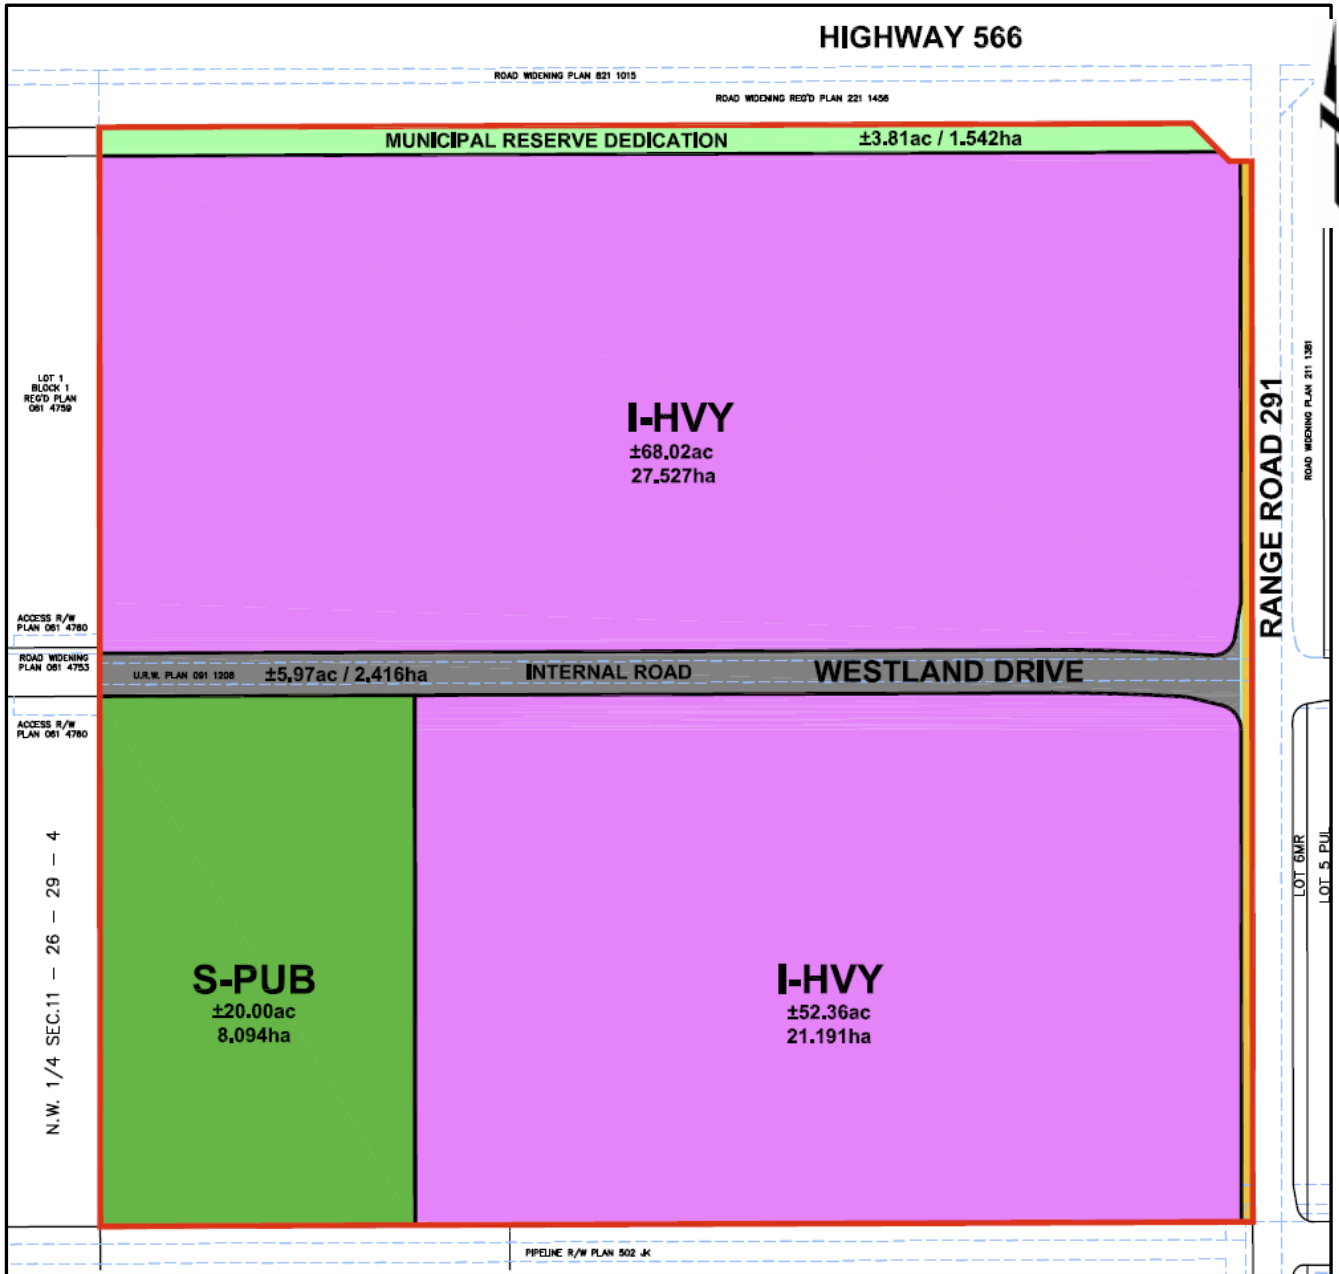 HIGHWAY 566
ROAD WIDENING PLAN 821 1015
ROAD WIDENING REG'D PLAN 221 1456
MUNICIPAL RESERVE DEDICATION
±3.81ac / 1.542ha
LOT 1
BLOCK 1
REG'D PLAN
061 4759
I-HVY
±68.02ac
27.527ha
RANGE ROAD 291
ROAD WIDENING PLAN 211 1381
ACCESS R/W
PLAN 061 4760
ROAD WIDENING
PLAN 061 4753
U.R.W. PLAN 091 1208
±5.97ac / 2.416ha
INTERNAL ROAD
WESTLAND DRIVE
ACCESS R/W
PLAN 061 4760
N.W. 1/4 SEC.11 - 26 - 29 - 4
S-PUB
±20.00ac
8.094ha
I-HVY
±52.36ac
21.191ha
LOT 6MR
LOT 5 PUL
PIPELINE R/W PLAN 502 JK